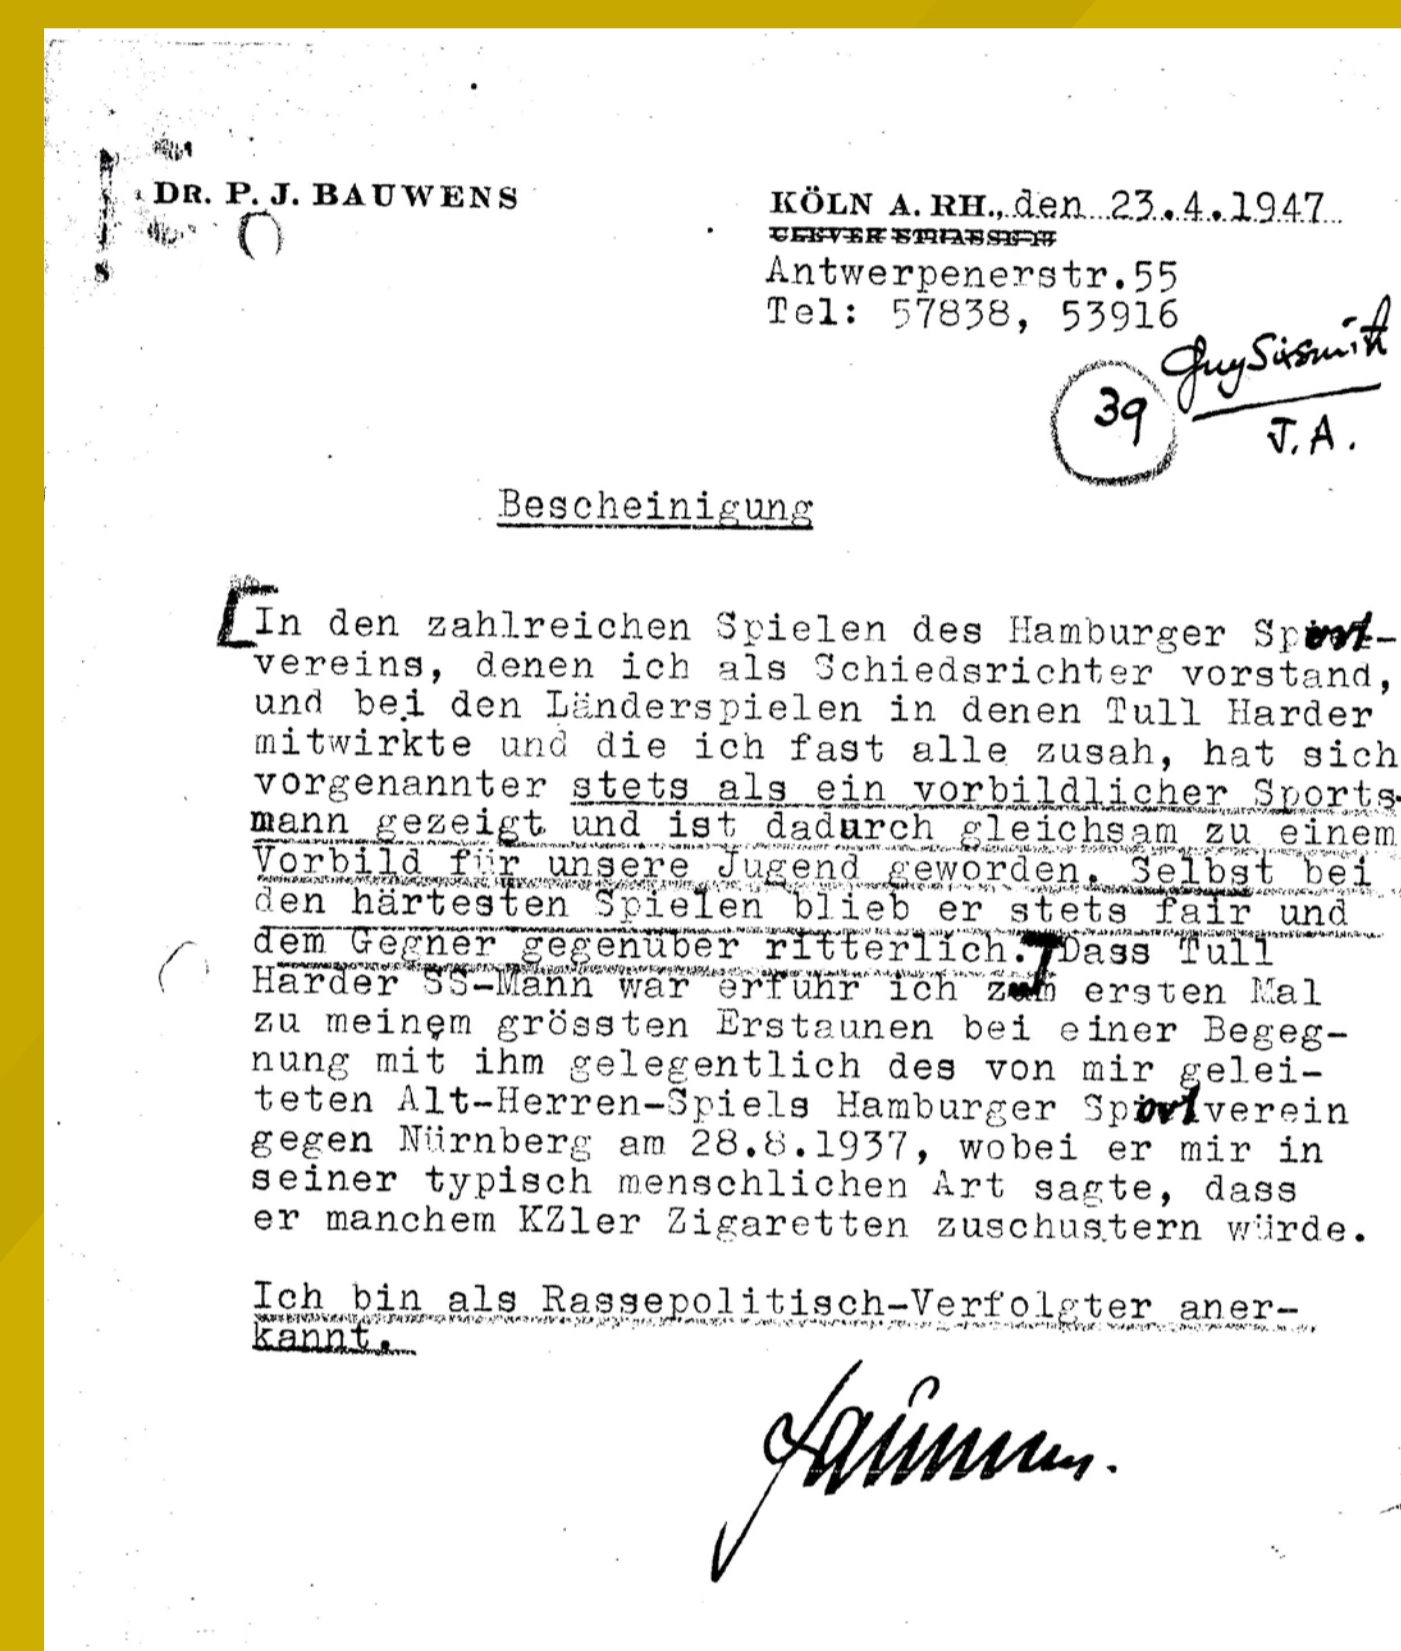 DR. P. J. BAUWENS
KÖLN A. RH., den 23.4.1947
Antwerpenerstr.55
Tel: 57838, 53916
Guy Sixsmith
J.A.
39
Bescheinigung
In den zahlreichen Spielen des Hamburger Sport-
vereins, denen ich als Schiedsrichter vorstand,
und bei den Länderspielen in denen Tull Harder
mitwirkte und die ich fast alle zusah, hat sich
vorgenannter stets als ein vorbildlicher Sports-
mann gezeigt und ist dadurch gleichsam zu einem
Vorbild für unsere Jugend geworden. Selbst bei
den härtesten Spielen blieb er stets fair und
dem Gegner gegenüber ritterlich. Dass Tull
Harder SS-Mann war erfuhr ich zum ersten Mal
zu meinem grössten Erstaunen bei einer Begeg-
nung mit ihm gelegentlich des von mir gelei-
teten Alt-Herren-Spiels Hamburger Sportverein
gegen Nürnberg am 28.8.1937, wobei er mir in
seiner typisch menschlichen Art sagte, dass
er manchem KZler Zigaretten zuschustern würde.
Ich bin als Rassepolitisch-Verfolgter aner-
kannt.